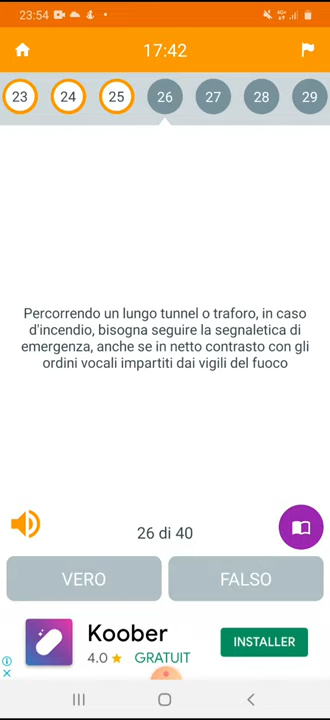 23:54
17:42
23 24 25 26 27 28 29
Percorrendo un lungo tunnel o traforo, in caso
d'incendio, bisogna seguire la segnaletica di
emergenza, anche se in netto contrasto con gli
ordini vocali impartiti dai vigili del fuoco
26 di 40
VERO FALSO
Koober
4.0 GRATUIT
INSTALLER